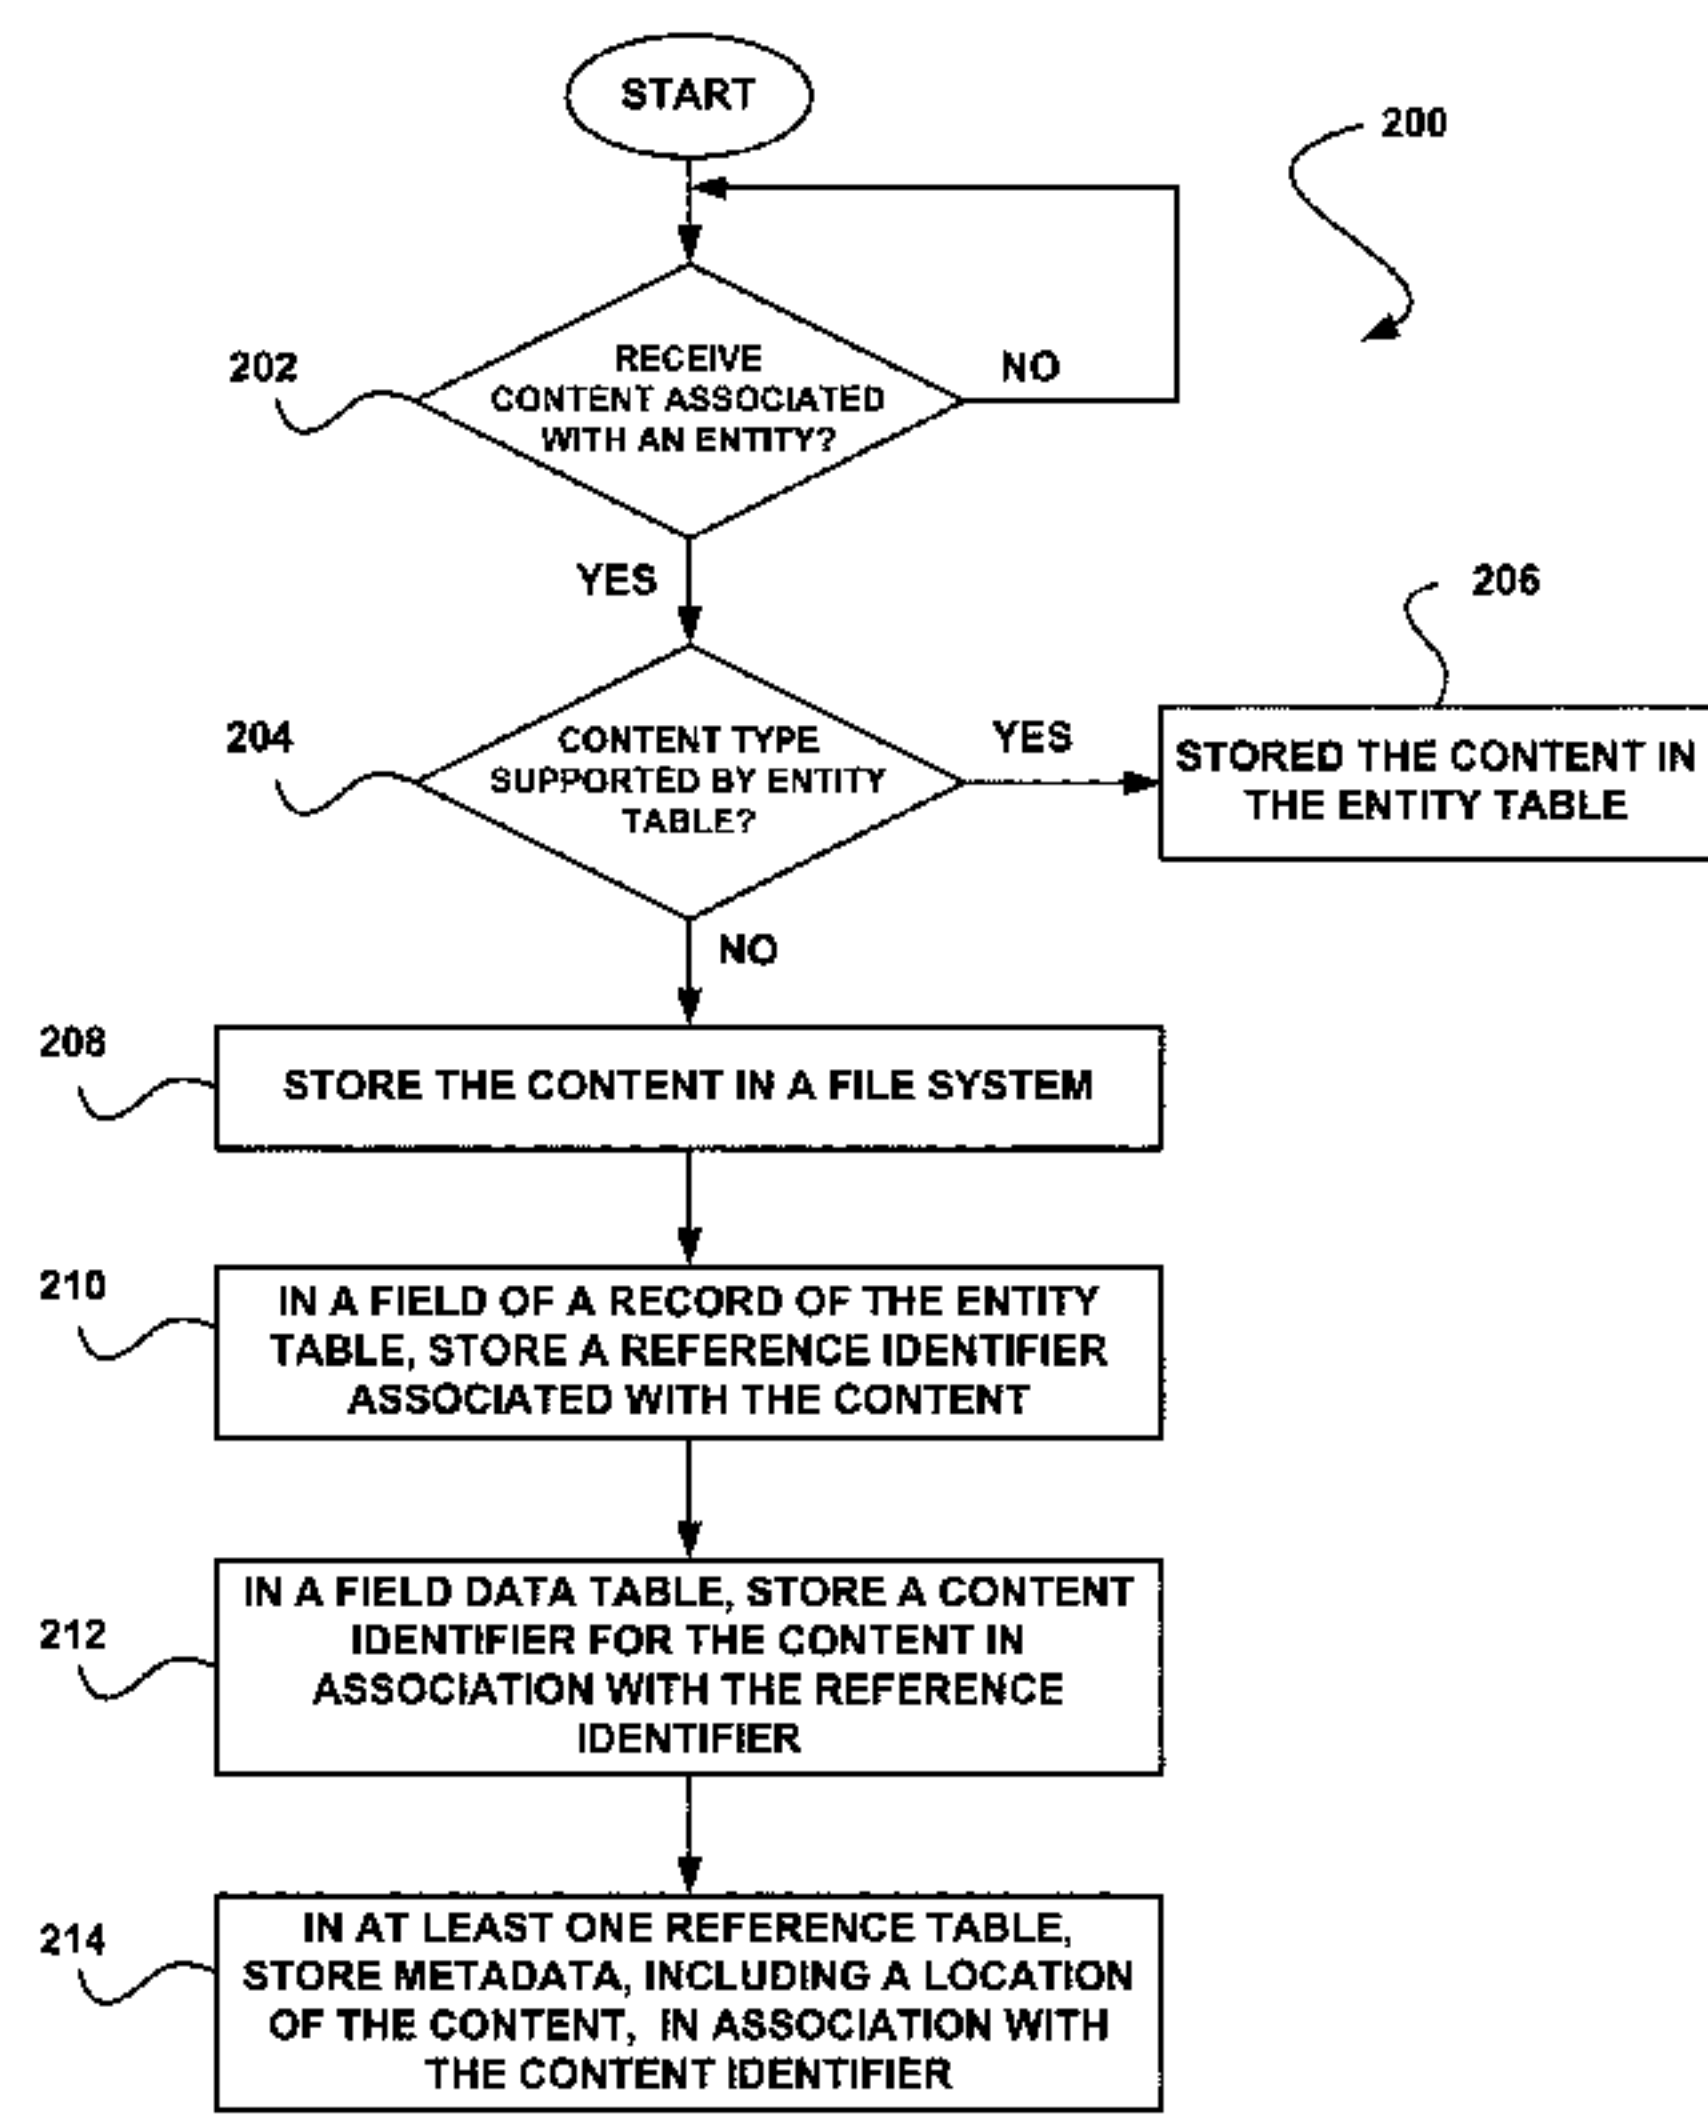 START
200
202
RECEIVE
CONTENT ASSOCIATED
WITH AN ENTITY?
NO
YES
206
204
CONTENT TYPE
SUPPORTED BY ENTITY
TABLE?
YES
STORED THE CONTENT IN
THE ENTITY TABLE
NO
208
STORE THE CONTENT IN A FILE SYSTEM
210
IN A FIELD OF A RECORD OF THE ENTITY
TABLE, STORE A REFERENCE IDENTIFIER
ASSOCIATED WITH THE CONTENT
212
IN A FIELD DATA TABLE, STORE A CONTENT
IDENTIFIER FOR THE CONTENT IN
ASSOCIATION WITH THE REFERENCE
IDENTIFIER
214
IN AT LEAST ONE REFERENCE TABLE,
STORE METADATA, INCLUDING A LOCATION
OF THE CONTENT, IN ASSOCIATION WITH
THE CONTENT IDENTIFIER